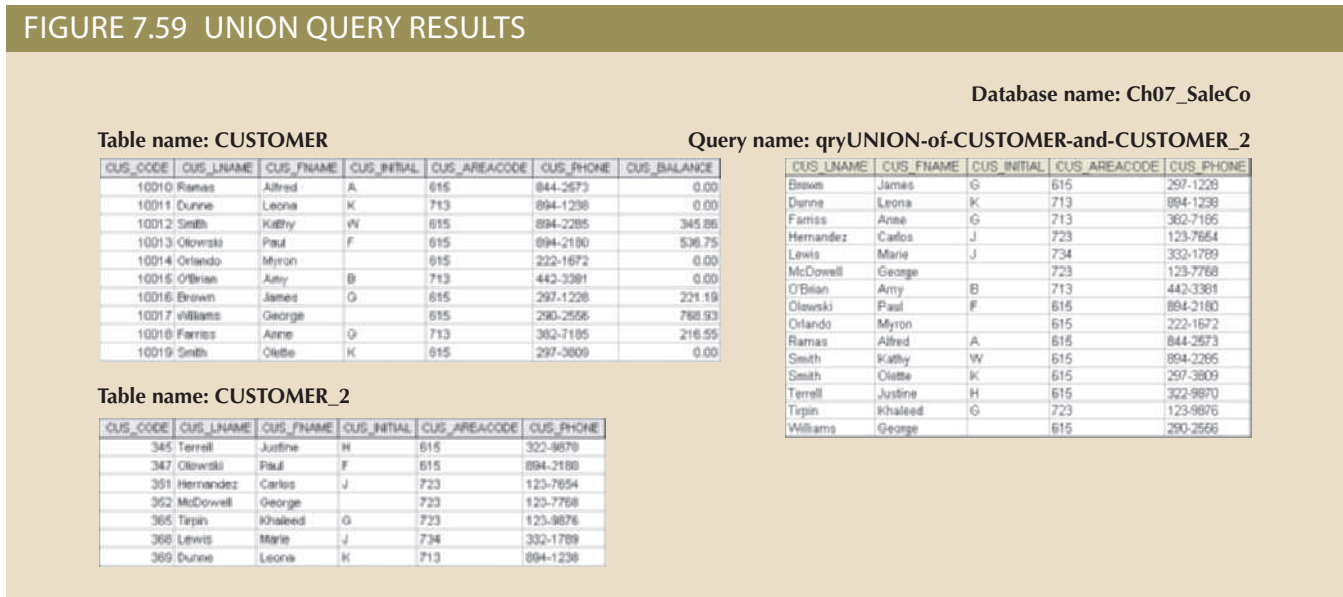 FIGURE 7.59 UNION QUERY RESULTS
Database name: Ch07_SaleCo
Table name: CUSTOMER
CUS_CODE CUS_LNAME CUS_FNAME CUS_INITIAL CUS_AREACODE CUS_PHONE CUS_BALANCE
10010 Ramas Alfred A 615 844-2573 0.00
10011 Dunne Leona K 713 894-1238 0.00
10012 Smith Kathy W 615 894-2285 345.86
10013 Olowski Paul F 615 894-2180 536.75
10014 Orlando Myron 615 222-1672 0.00
10015 O'Brian Amy B 713 442-3381 0.00
10016 Brown James G 615 297-1228 221.19
10017 Williams George 615 290-2556 768.93
10018 Farriss Anne G 713 382-7185 216.55
10019 Smith Olette K 615 297-3809 0.00
Table name: CUSTOMER_2
CUS_CODE CUS_LNAME CUS_FNAME CUS_INITIAL CUS_AREACODE CUS_PHONE
345 Terrell Justine H 615 322-9870
347 Olowski Paul F 615 894-2180
351 Hernandez Carlos J 723 123-7654
352 McDowell George 723 123-7768
365 Tirpin Khaleed G 723 123-9876
368 Lewis Marie J 734 332-1789
369 Dunne Leona K 713 894-1238
Query name: qryUNION-of-CUSTOMER-and-CUSTOMER_2
CUS_LNAME CUS_FNAME CUS_INITIAL CUS_AREACODE CUS_PHONE
Brown James G 615 297-1228
Dunne Leona K 713 894-1238
Farriss Anne G 713 382-7185
Hernandez Carlos J 723 123-7654
Lewis Marie J 734 332-1789
McDowell George 723 123-7768
O'Brian Amy B 713 442-3381
Olowski Paul F 615 894-2180
Orlando Myron 615 222-1672
Ramas Alfred A 615 844-2573
Smith Kathy W 615 894-2285
Smith Olette K 615 297-3809
Terrell Justine H 615 322-9870
Tirpin Khaleed G 723 123-9876
Williams George 615 290-2556